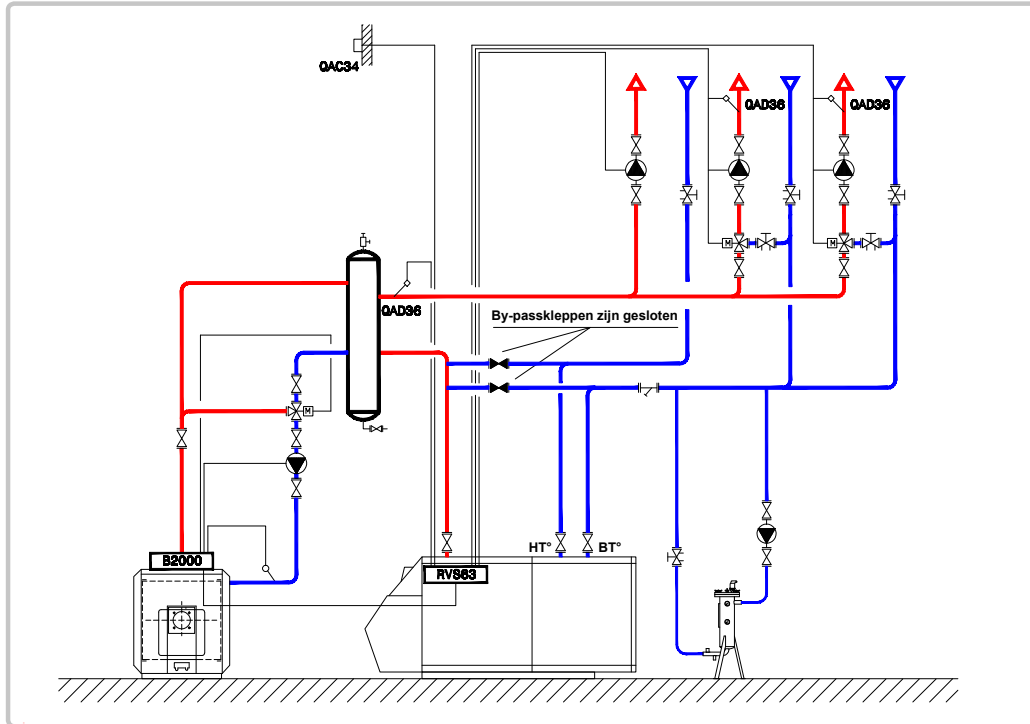 QAC34
QAD36
QAD36
QAD36
M
M
By-passkleppen zijn gesloten
M
HT°
BT°
B2000
RVS63